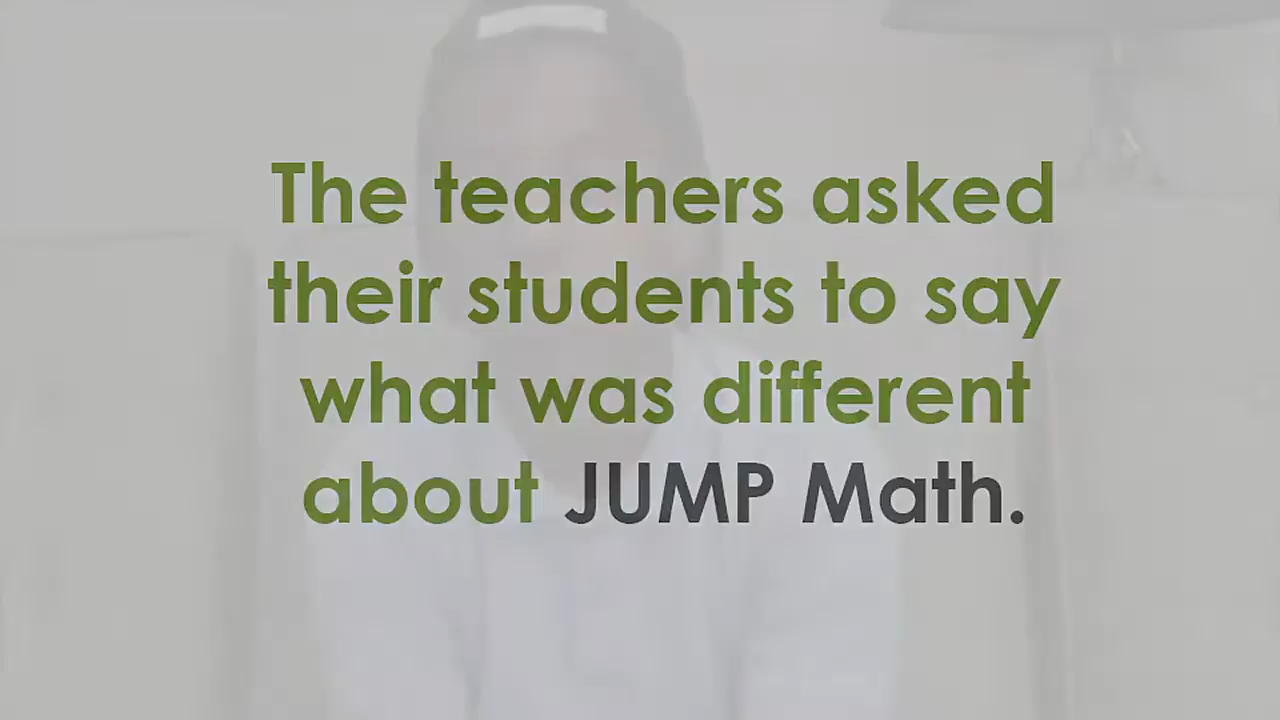 The teachers asked
their students to say
what was different
about JUMP Math.